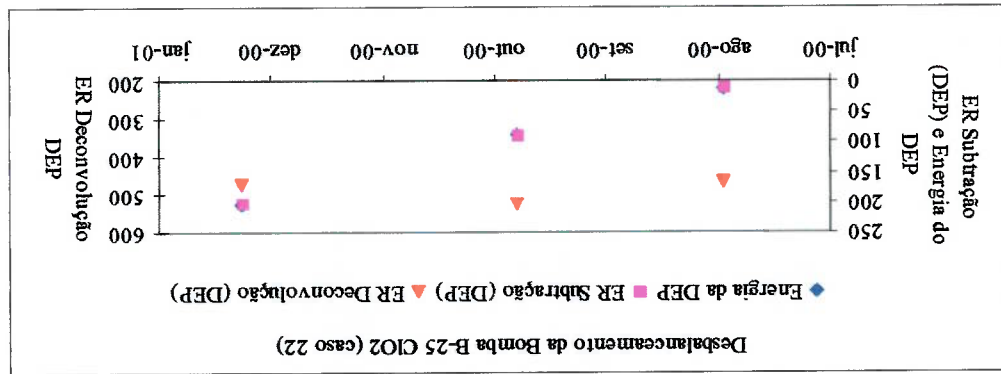 Desbalanceamento da Bomba B-25 ClO2 (caso 22)
Energia da DEP ER Subtração (DEP) ER Deconvolução (DEP)
ER Subtração
(DEP) e Energia do
DEP
250
200
150
100
50
0
600
500
400
300
200
ER Deconvolução
DEP
jul-00 ago-00 set-00 out-00 nov-00 dez-00 jan-01